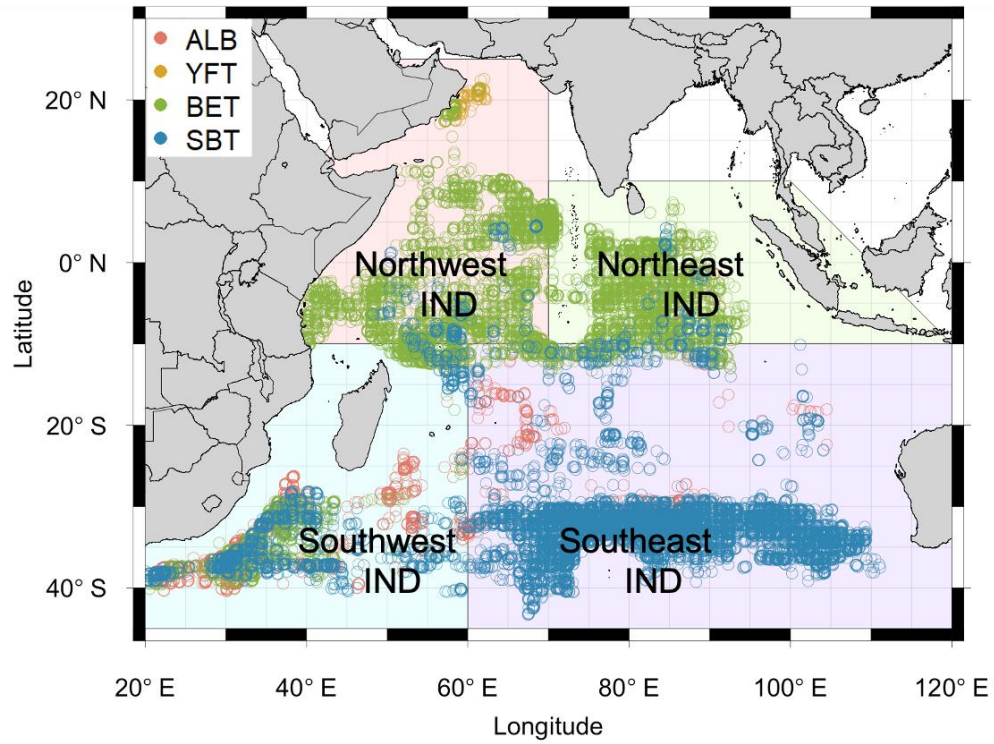 ALB
YFT
BET
SBT
20° N
0° N
20° S
40° S
Latitude
Northwest
IND
Northeast
IND
Southwest
IND
Southeast
IND
20° E
40° E
60° E
80° E
100° E
120° E
Longitude